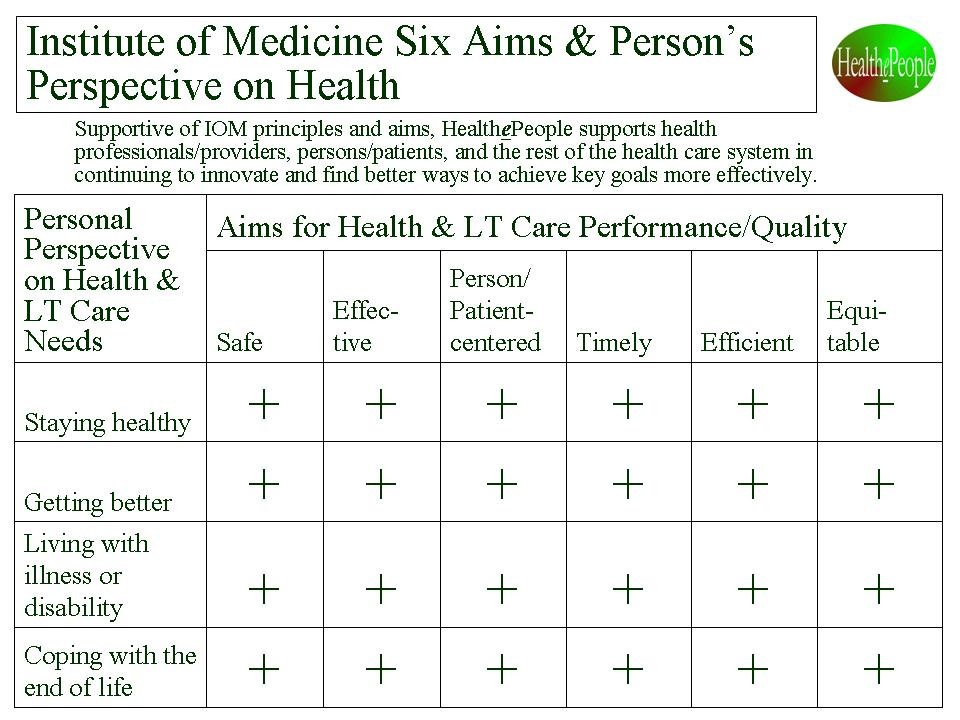 Institute of Medicine Six Aims & Person’s
Perspective on Health
HealthePeople
Supportive of IOM principles and aims, HealthePeople supports health
professionals/providers, persons/patients, and the rest of the health care system in
continuing to innovate and find better ways to achieve key goals more effectively.
Personal
Perspective
on Health &
LT Care
Needs
Aims for Health & LT Care Performance/Quality
Safe
Effec-
tive
Person/
Patient-
centered
Timely
Efficient
Equi-
table
Staying healthy
+ + + + + +
Getting better
+ + + + + +
Living with
illness or
disability
+ + + + + +
Coping with the
end of life
+ + + + + +